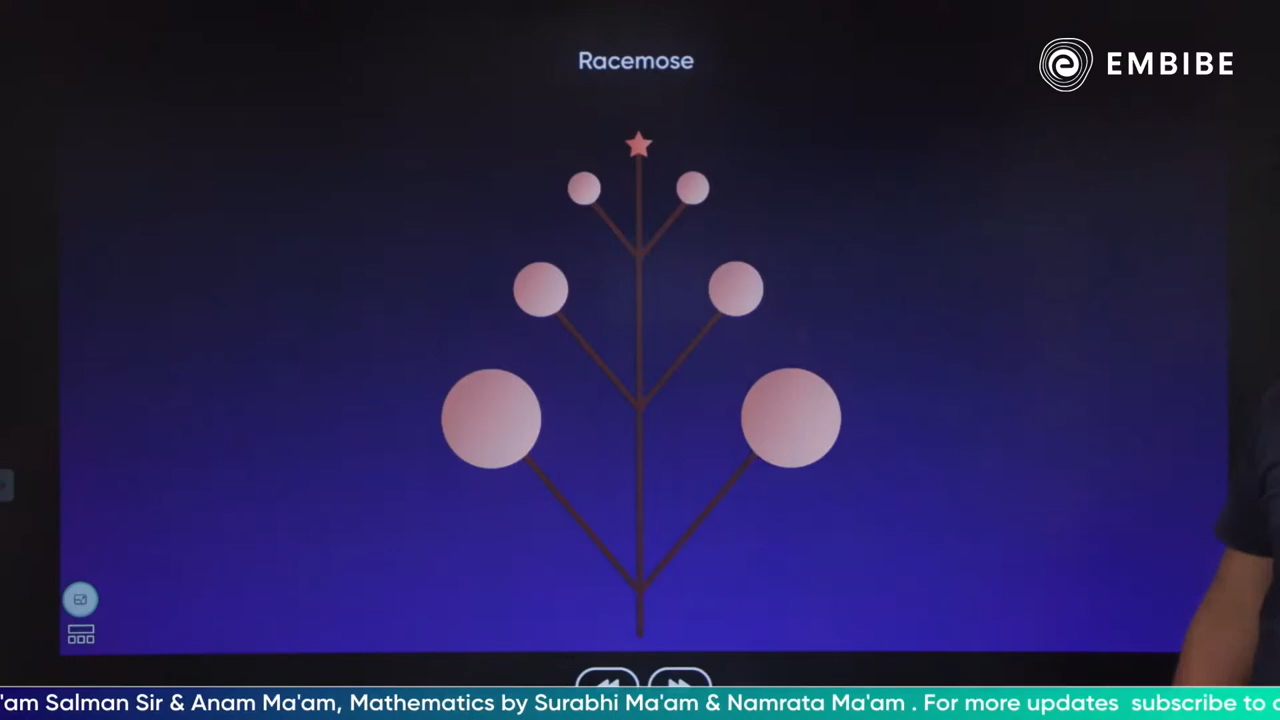 Racemose
EMBIBE
'am Salman Sir & Anam Ma'am, Mathematics by Surabhi Ma'am & Namrata Ma'am . For more updates subscribe to